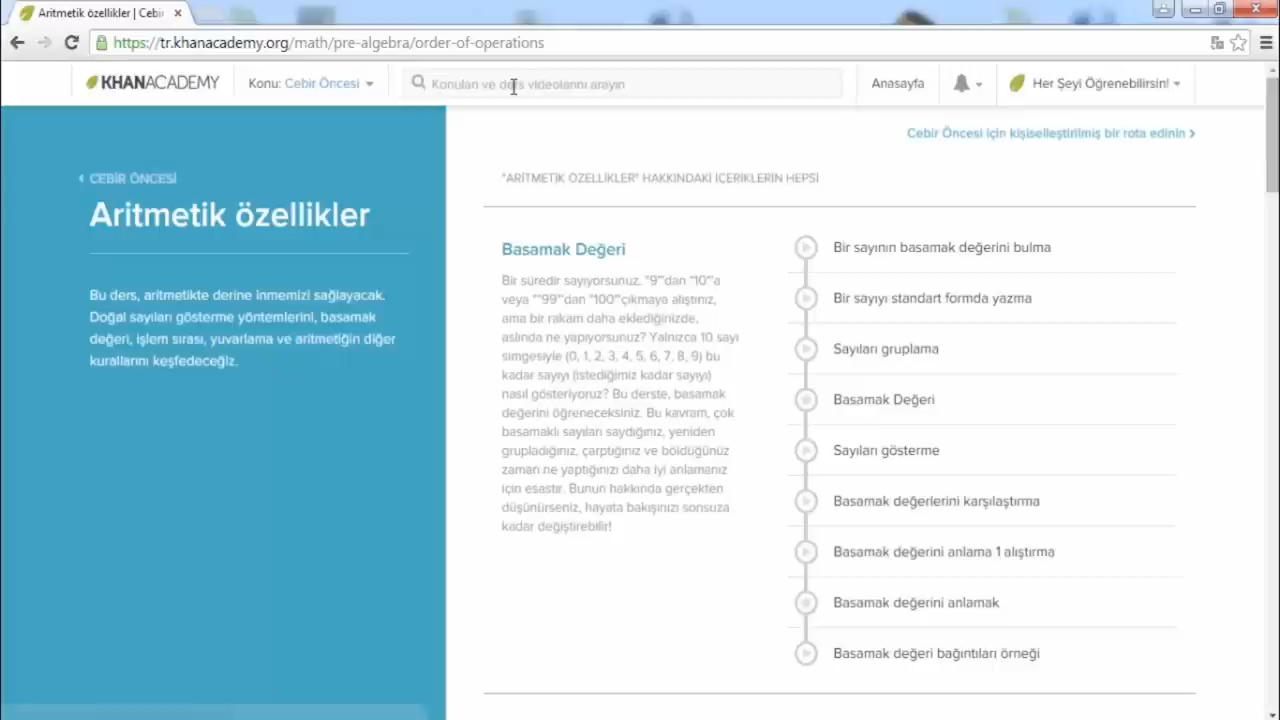 Aritmetik özellikler | Cebi
https://tr.khanacademy.org/math/pre-algebra/order-of-operations
KHANACADEMY
Konu: Cebir Öncesi
Konuları ve ders videolarını arayın
Anasayfa
Her Şeyi Öğrenebilirsin!
Cebir Öncesi için kişiselleştirilmiş bir rota edinin
CEBİR ÖNCESİ
Aritmetik özellikler
Bu ders, aritmetikte derine inmemizi sağlayacak.
Doğal sayıları gösterme yöntemlerini, basamak
değeri, işlem sırası, yuvarlama ve aritmetiğin diğer
kurallarını keşfedeceğiz.
"ARİTMETİK ÖZELLİKLER" HAKKINDAKİ İÇERİKLERİN HEPSİ
Basamak Değeri
Bir süredir sayıyorsunuz. "9"'dan "10"'a
veya ""99"'dan "100"'çıkmaya alıştınız,
ama bir rakam daha eklediğinizde,
aslında ne yapıyorsunuz? Yalnızca 10 sayı
simgesiyle (0, 1, 2, 3, 4, 5, 6, 7, 8, 9) bu
kadar sayıyı (istediğimiz kadar sayıyı)
nasıl gösteriyoruz? Bu derste, basamak
değerini öğreneceksiniz. Bu kavram, çok
basamaklı sayıları saydığınız, yeniden
grupladığınız, çarptığınız ve böldüğünüz
zaman ne yaptığınızı daha iyi anlamanız
için esastır. Bunun hakkında gerçekten
düşünürseniz, hayata bakışınızı sonsuza
kadar değiştirebilir!
Bir sayının basamak değerini bulma
Bir sayıyı standart formda yazma
Sayıları gruplama
Basamak Değeri
Sayıları gösterme
Basamak değerlerini karşılaştırma
Basamak değerini anlama 1 alıştırma
Basamak değerini anlamak
Basamak değeri bağıntıları örneği